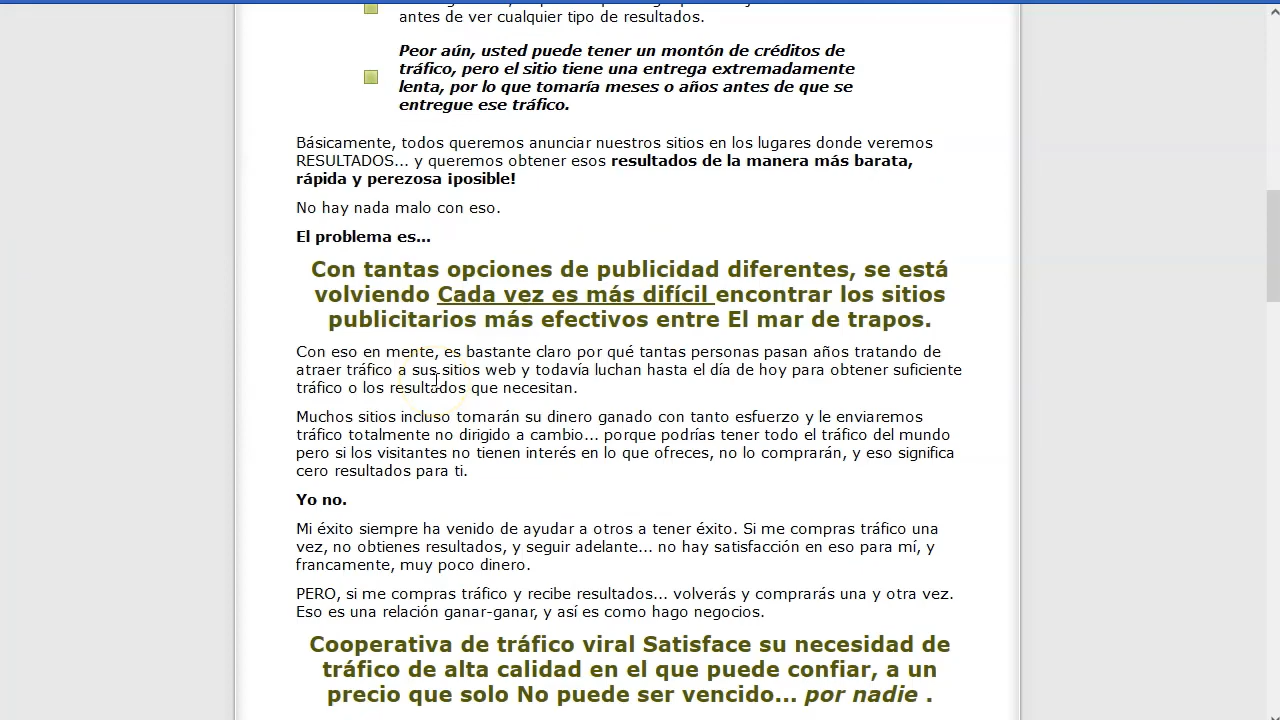 antes de ver cualquier tipo de resultados.
Peor aún, usted puede tener un montón de créditos de
tráfico, pero el sitio tiene una entrega extremadamente
lenta, por lo que tomaría meses o años antes de que se
entregue ese tráfico.
Básicamente, todos queremos anunciar nuestros sitios en los lugares donde veremos
RESULTADOS... y queremos obtener esos resultados de la manera más barata,
rápida y perezosa ¡posible!
No hay nada malo con eso.
El problema es...
Con tantas opciones de publicidad diferentes, se está
volviendo Cada vez es más difícil encontrar los sitios
publicitarios más efectivos entre El mar de trapos.
Con eso en mente, es bastante claro por qué tantas personas pasan años tratando de
atraer tráfico a sus sitios web y todavía luchan hasta el día de hoy para obtener suficiente
tráfico o los resultados que necesitan.
Muchos sitios incluso tomarán su dinero ganado con tanto esfuerzo y le enviaremos
tráfico totalmente no dirigido a cambio... porque podrías tener todo el tráfico del mundo
pero si los visitantes no tienen interés en lo que ofreces, no lo comprarán, y eso significa
cero resultados para ti.
Yo no.
Mi éxito siempre ha venido de ayudar a otros a tener éxito. Si me compras tráfico una
vez, no obtienes resultados, y seguir adelante... no hay satisfacción en eso para mí, y
francamente, muy poco dinero.
PERO, si me compras tráfico y recibe resultados... volverás y comprarás una y otra vez.
Eso es una relación ganar-ganar, y así es como hago negocios.
Cooperativa de tráfico viral Satisface su necesidad de
tráfico de alta calidad en el que puede confiar, a un
precio que solo No puede ser vencido... por nadie .